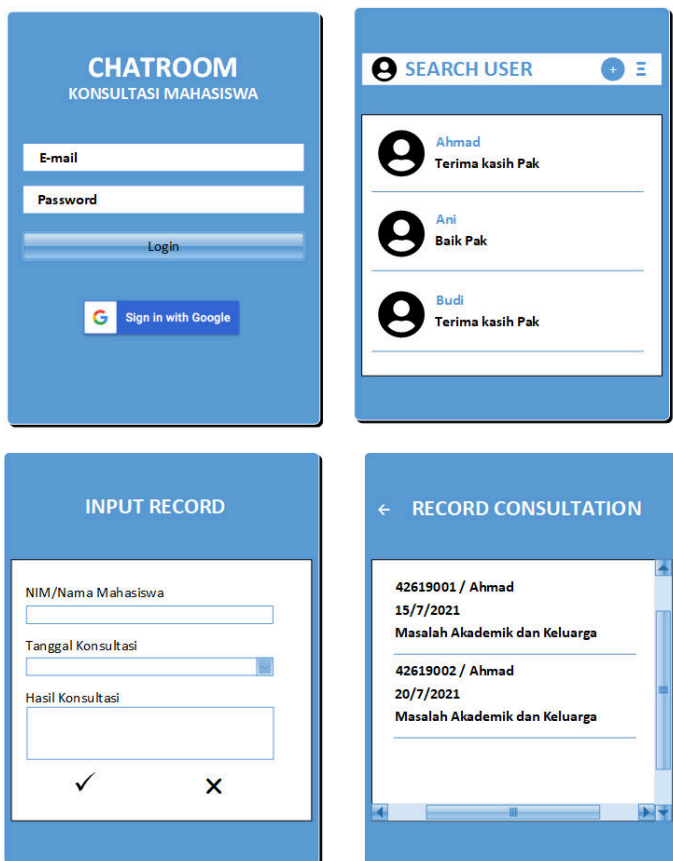 CHATROOM
KONSULTASI MAHASISWA
E-mail
Password
Login
G Sign in with Google
SEARCH USER +
Ahmad
Terima kasih Pak
Ani
Baik Pak
Budi
Terima kasih Pak
INPUT RECORD
NIM/Nama Mahasiswa
Tanggal Konsultasi
Hasil Konsultasi
RECORD CONSULTATION
42619001 / Ahmad
15/7/2021
Masalah Akademik dan Keluarga
42619002 / Ahmad
20/7/2021
Masalah Akademik dan Keluarga